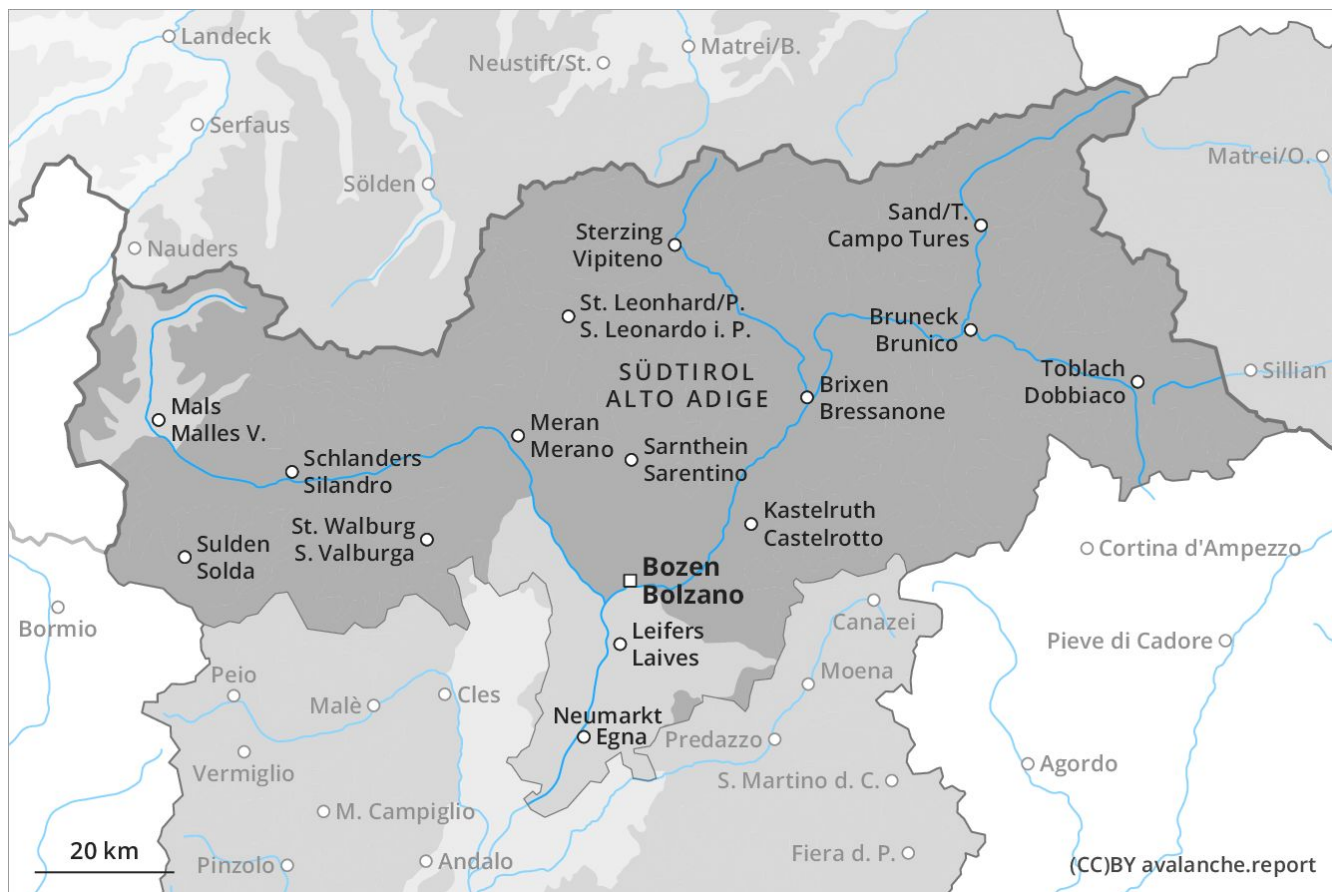 Landeck
Matrei/B.
Neustift/St.
Serfaus
Matrei/O.
Sölden
Sand/T.
Campo Tures
Sterzing
Vipiteno
Nauders
St. Leonhard/P.
S. Leonardo i. P.
Bruneck
Brunico
SÜDTIROL
ALTO ADIGE
Toblach
Dobbiaco
Sillian
Brixen
Bressanone
Mals
Malles V.
Meran
Merano
Sarnthein
Sarentino
Schlanders
Silandro
Kastelruth
Castelrotto
St. Walburg
S. Valburga
Sulden
Solda
Cortina d'Ampezzo
Bozen
Bolzano
Bormio
Canazei
Leifers
Laives
Pieve di Cadore
Peio
Moena
Malè
Cles
Neumarkt
Egna
Predazzo
Vermiglio
Agordo
S. Martino d. C.
M. Campiglio
20 km
Pinzolo
Andalo
Fiera d. P.
(CC)BY avalanche.report